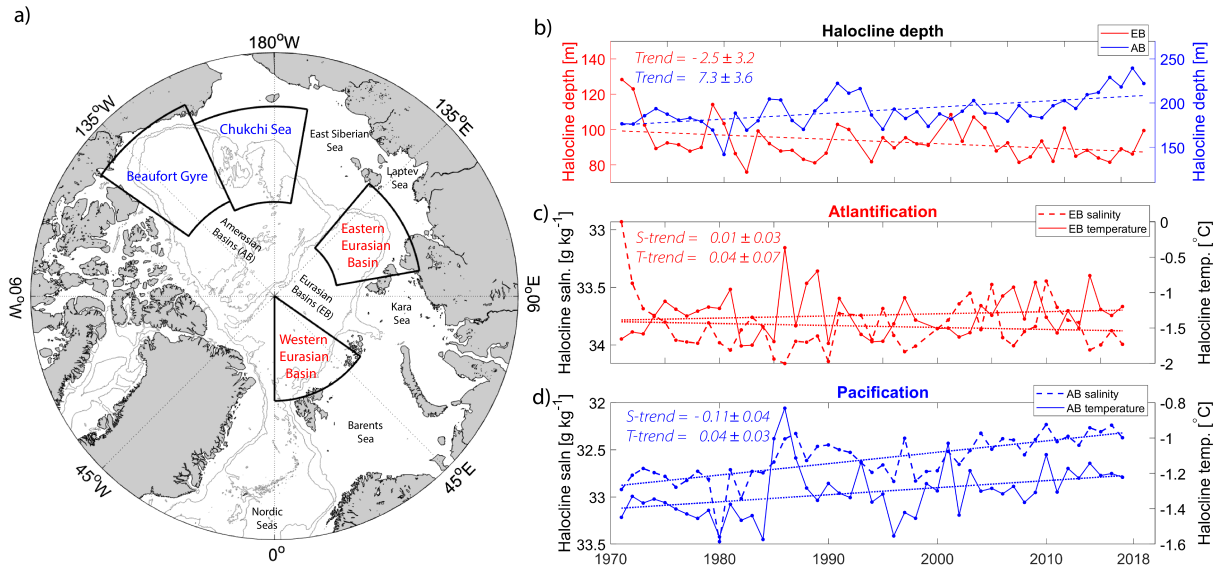 a)
180°W
135°W
135°E
Chukchi Sea
East Siberian
Sea
Beaufort Gyre
Laptev
Sea
Amerasian
Basins (AB)
Eastern
Eurasian
Basin
90°W
Eurasian
Basins (EB)
90°E
Kara
Sea
Western
Eurasian
Basin
Barents
Sea
45°W
45°E
Nordic
Seas
0°
b)
Halocline depth
EB
AB
Trend = -2.5 ± 3.2
Trend = 7.3 ± 3.6
Halocline depth [m]
140
120
100
80
Halocline depth [m]
250
200
150
c)
Atlantification
EB salinity
EB temperature
S-trend = 0.01 ± 0.03
T-trend = 0.04 ± 0.07
Halocline saln. [g kg⁻¹]
33
33.5
34
Halocline temp. [°C]
0
-0.5
-1
-1.5
-2
d)
Pacification
AB salinity
AB temperature
S-trend = -0.11 ± 0.04
T-trend = 0.04 ± 0.03
Halocline saln [g kg⁻¹]
32
32.5
33
33.5
Halocline temp. [°C]
-0.8
-1
-1.2
-1.4
-1.6
1970
1980
1990
2000
2010
2018